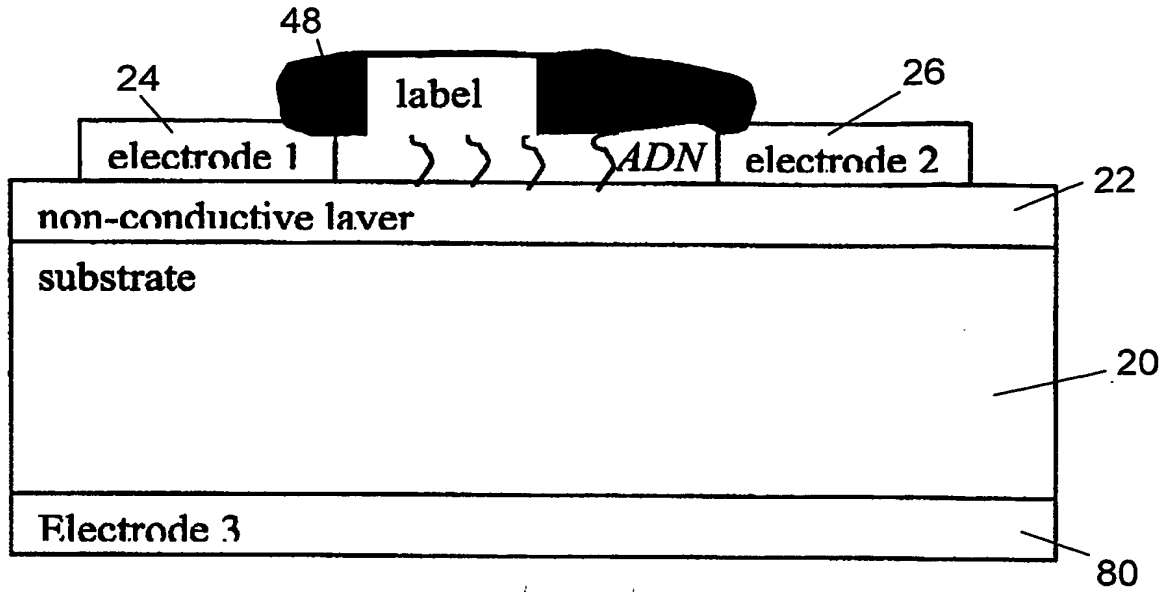 48
24
26
label
electrode 1
ADN
electrode 2
22
non-conductive laver
substrate
20
Electrode 3
80